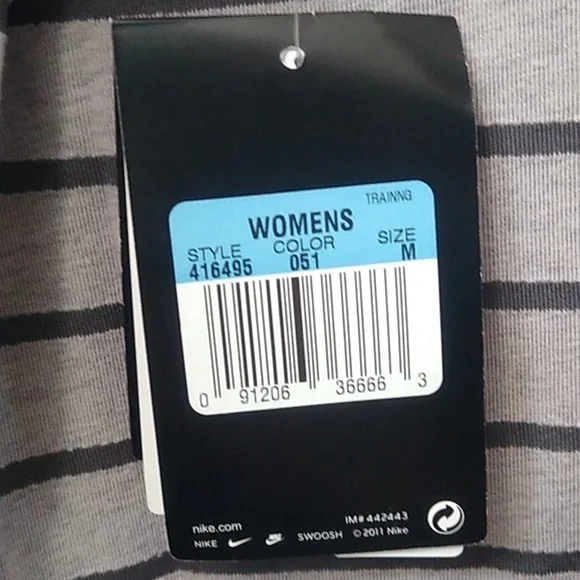 TRAINNG
WOMENS
STYLE COLOR SIZE
416495 051 M
0 91206 36666 3
nike.com IM# 442443
NIKE SWOOSH © 2011 Nike